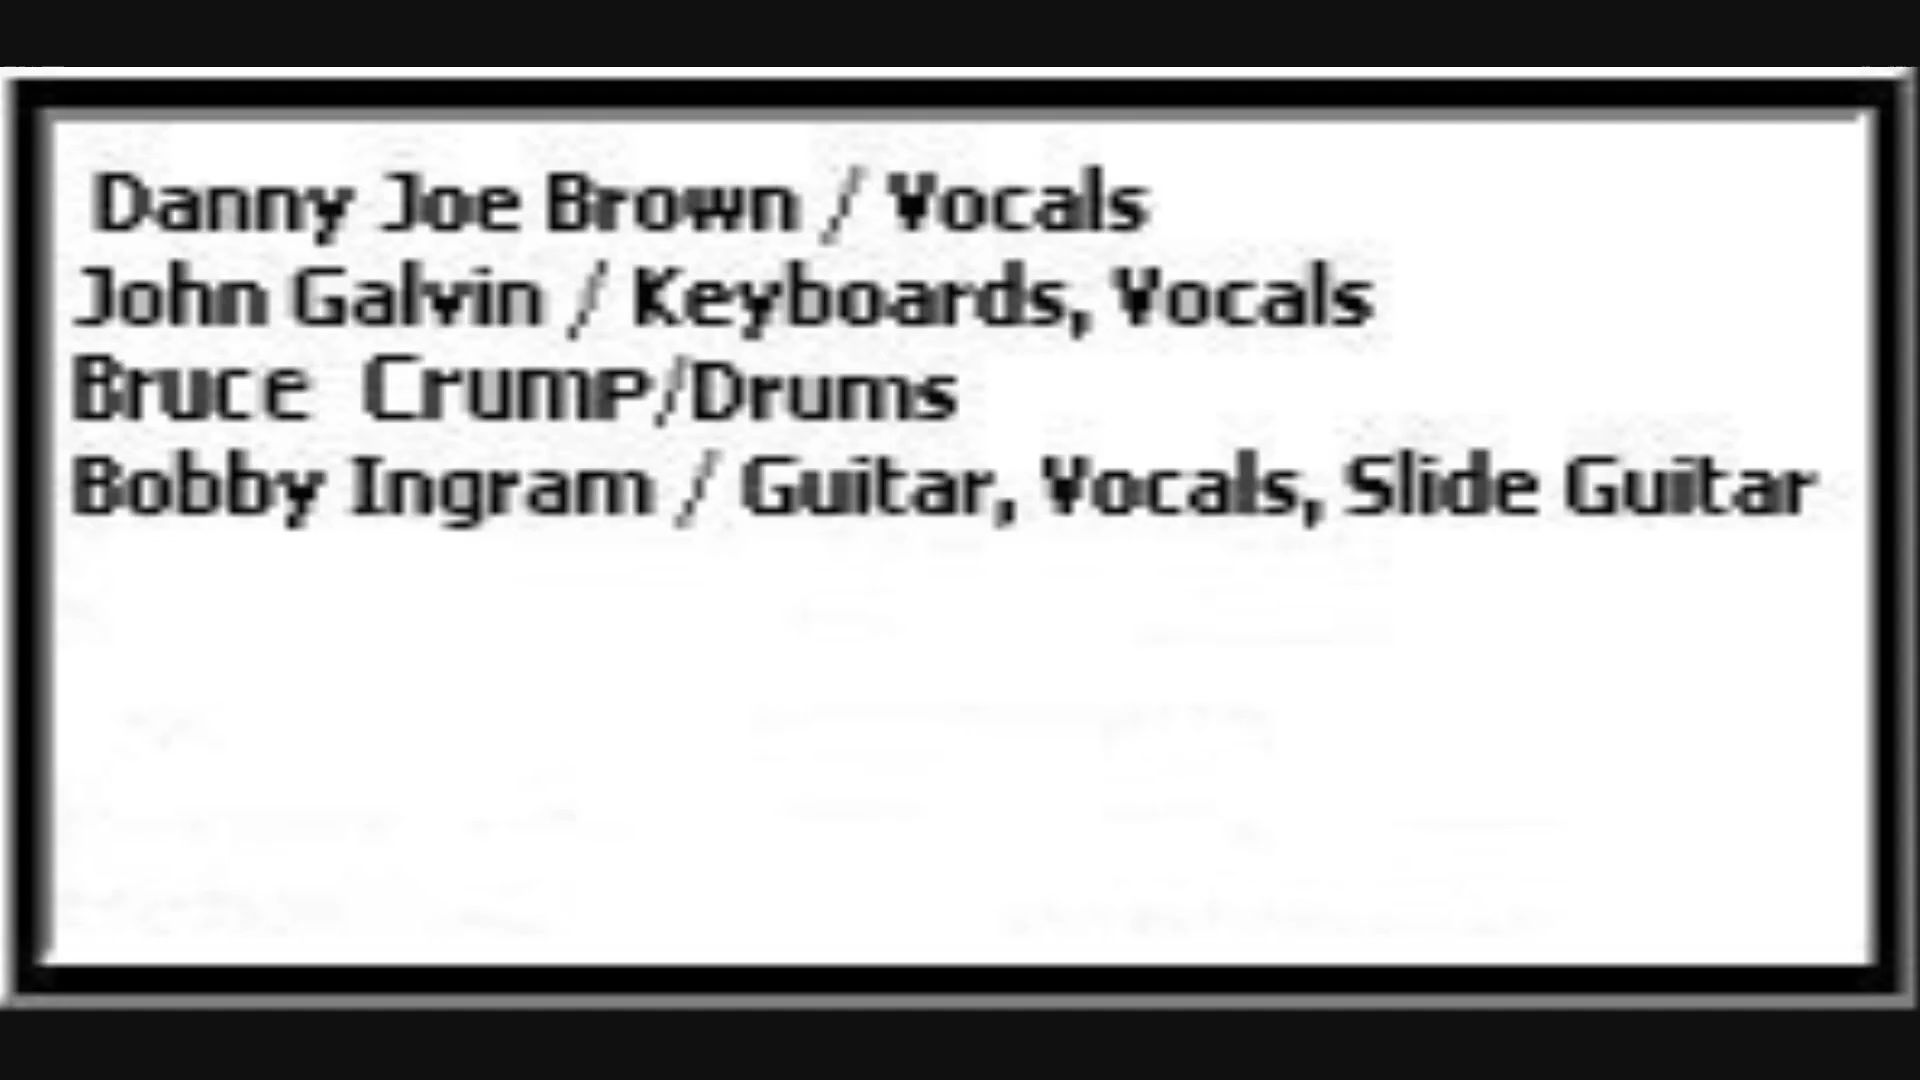 Danny Joe Brown / Vocals
John Galvin / Keyboards, Vocals
Bruce Crump/Drums
Bobby Ingram / Guitar, Vocals, Slide Guitar